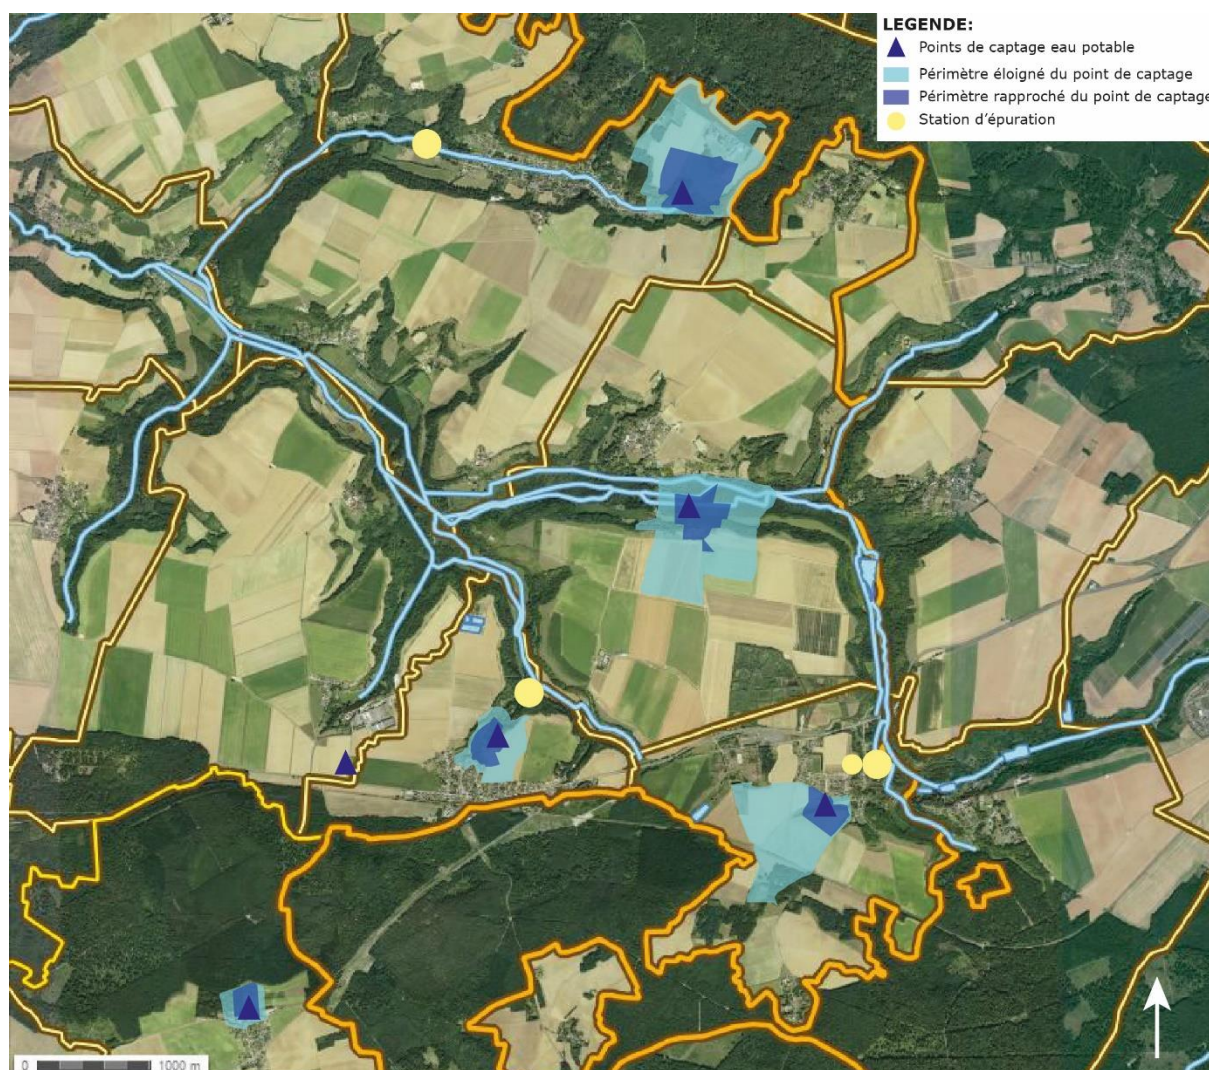 LEGENDE:
Points de captage eau potable
Périmètre éloigné du point de captage
Périmètre rapproché du point de captage
Station d'épuration
0 1000 m